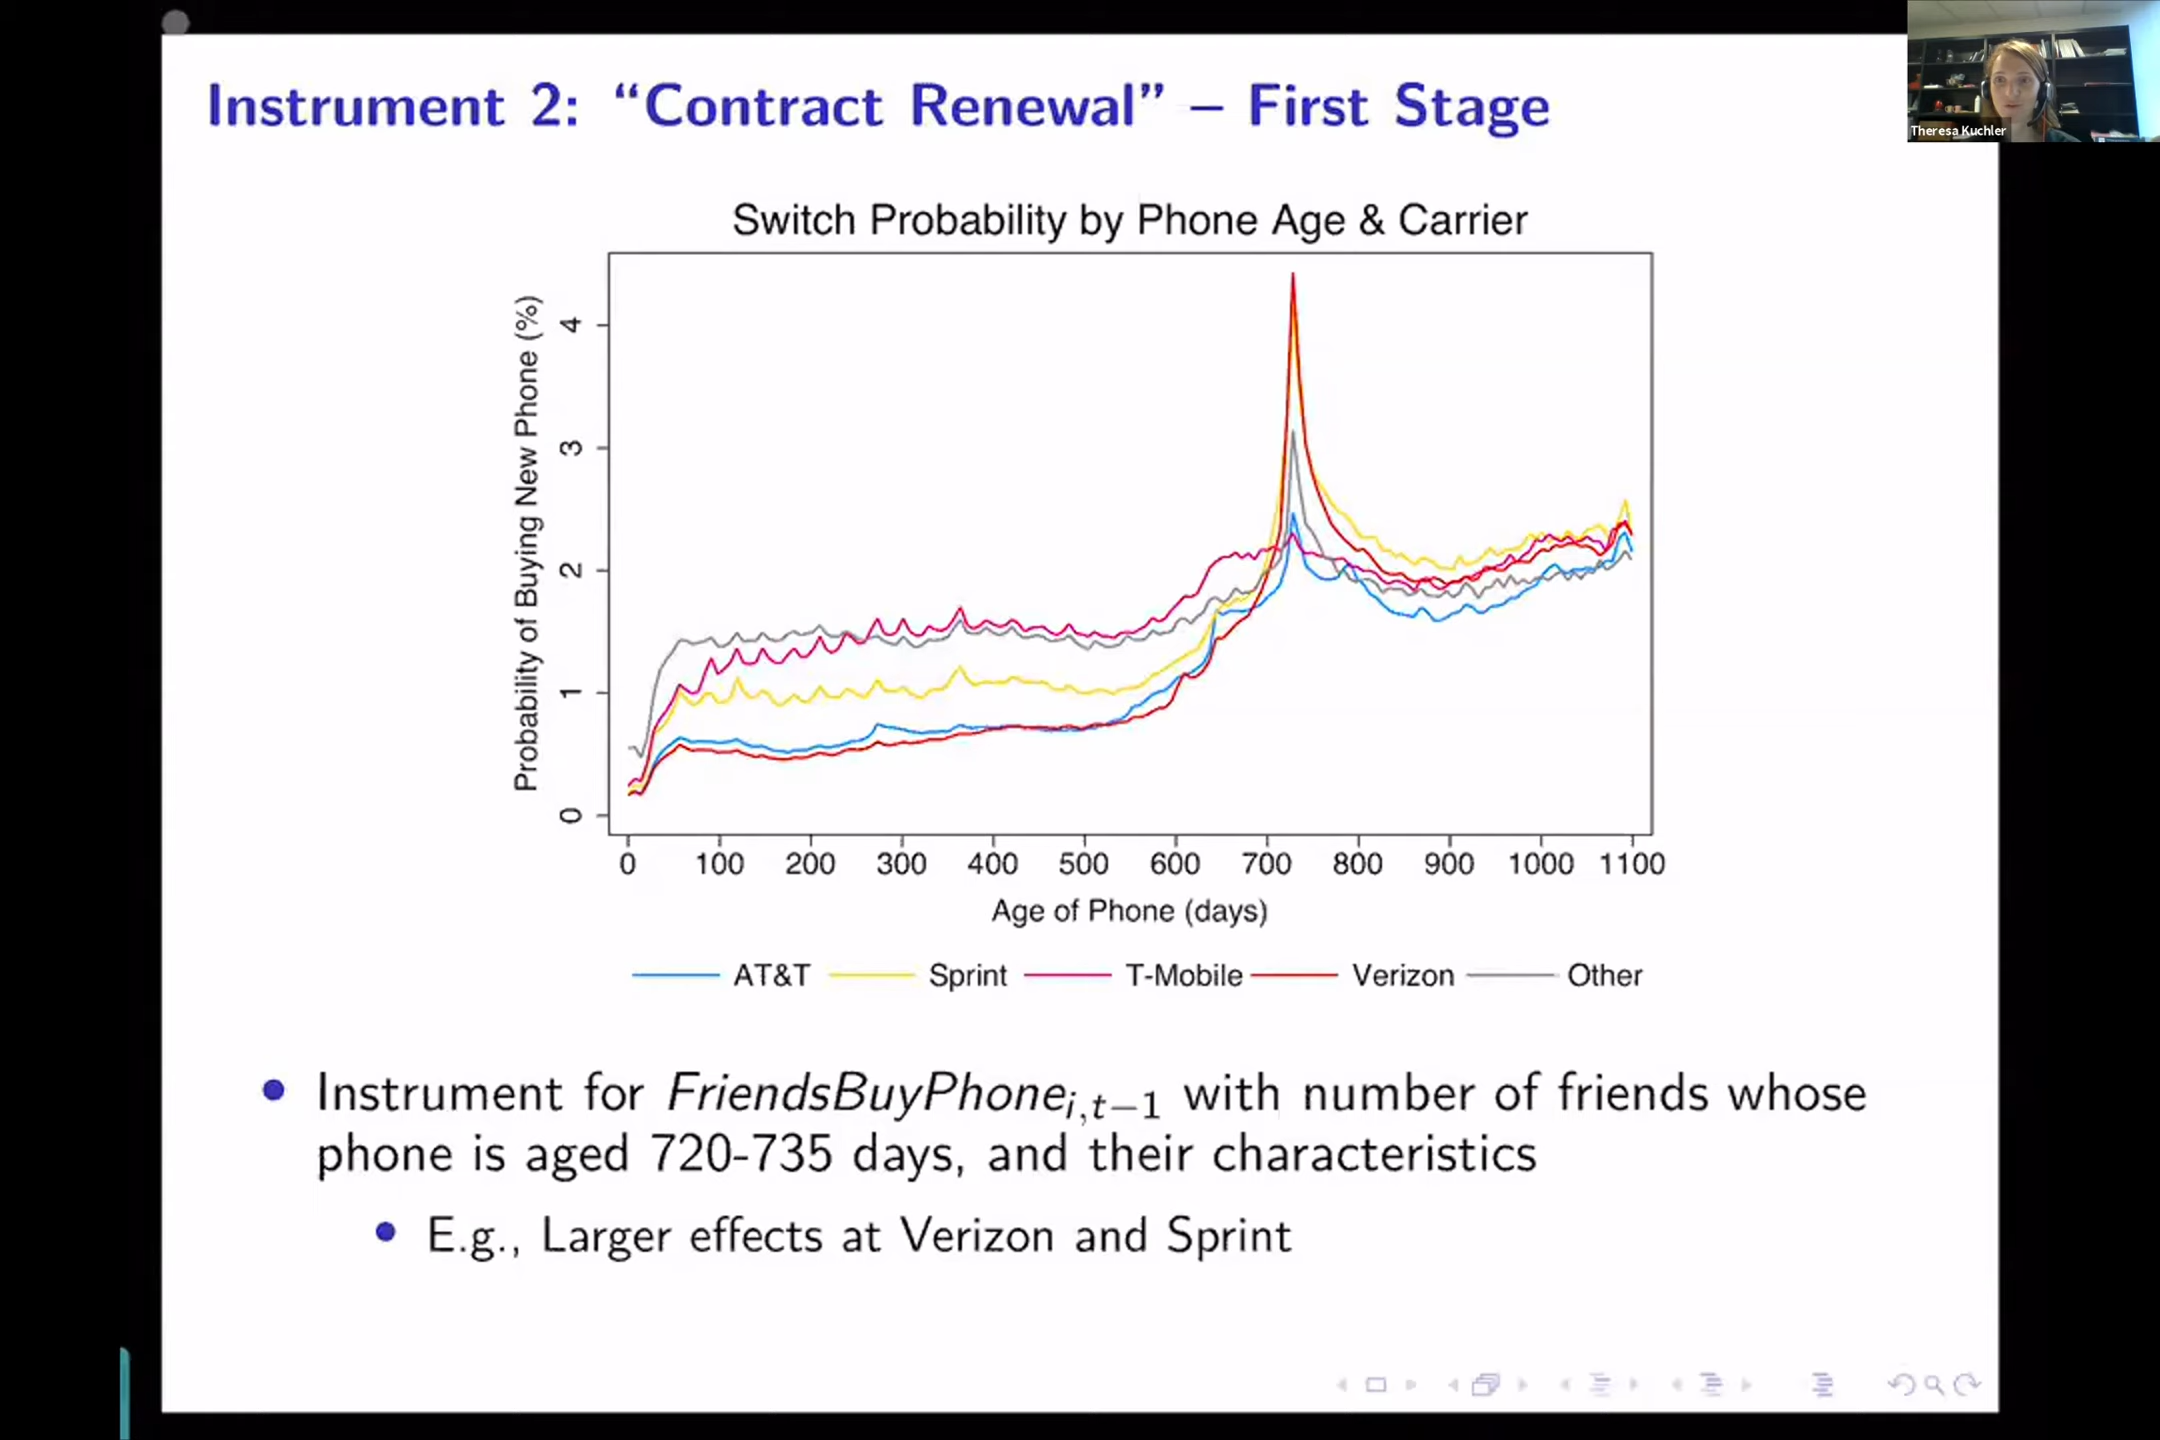 Instrument 2: “Contract Renewal” – First Stage
Theresa Kuchler
Switch Probability by Phone Age & Carrier
Probability of Buying New Phone (%)
4
3
2
1
0
0 100 200 300 400 500 600 700 800 900 1000 1100
Age of Phone (days)
AT&T Sprint T-Mobile Verizon Other
• Instrument for FriendsBuyPhone_{i,t−1} with number of friends whose
phone is aged 720-735 days, and their characteristics
• E.g., Larger effects at Verizon and Sprint